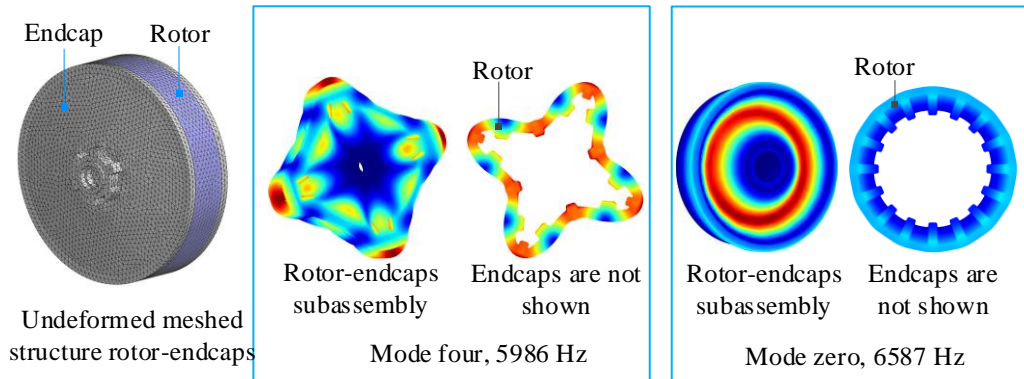 Endcap
Rotor
Undeformed meshed
structure rotor-endcaps
Rotor
Rotor-endcaps
subassembly
Endcaps are not
shown
Mode four, 5986 Hz
Rotor
Rotor-endcaps
subassembly
Endcaps are
not shown
Mode zero, 6587 Hz